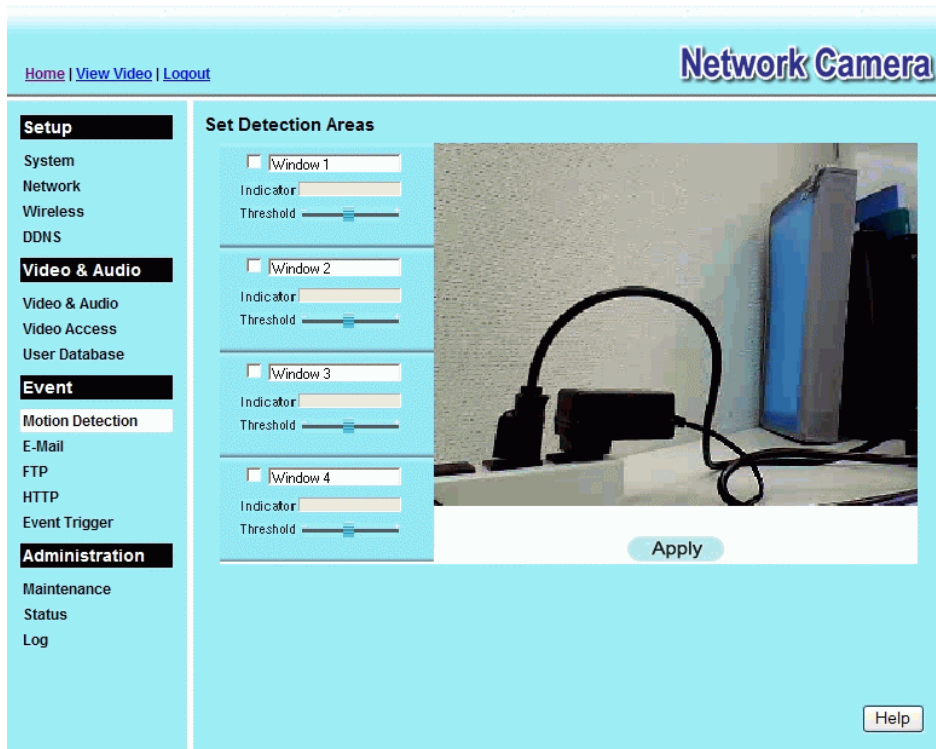 Home | View Video | Logout
Network Camera
Setup
System
Network
Wireless
DDNS
Video & Audio
Video & Audio
Video Access
User Database
Event
Motion Detection
E-Mail
FTP
HTTP
Event Trigger
Administration
Maintenance
Status
Log
Set Detection Areas
Window 1
Indicator
Threshold
Window 2
Indicator
Threshold
Window 3
Indicator
Threshold
Window 4
Indicator
Threshold
Apply
Help